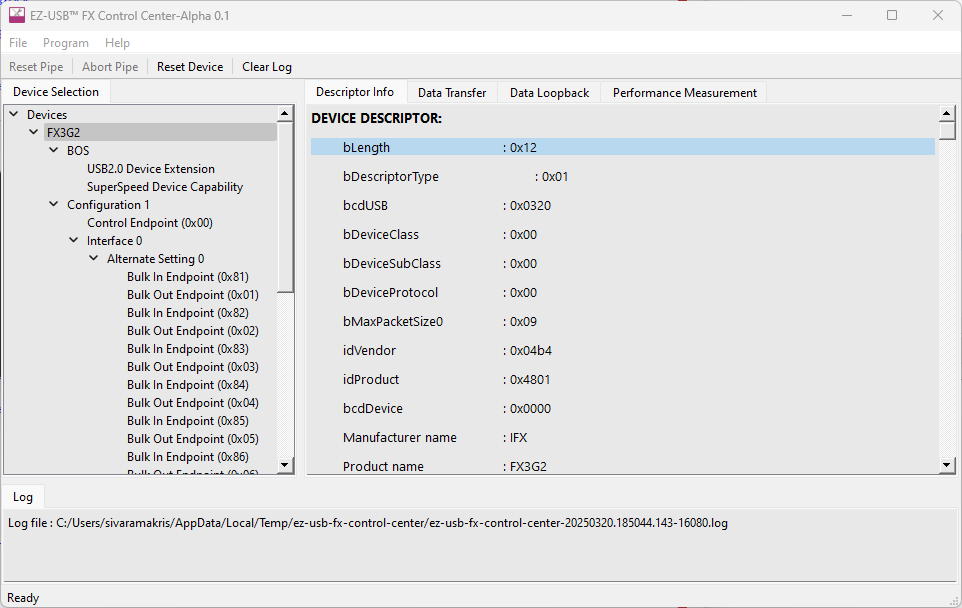 EZ-USB™ FX Control Center-Alpha 0.1
File Program Help
Reset Pipe Abort Pipe Reset Device Clear Log
Device Selection
Devices
FX3G2
BOS
USB2.0 Device Extension
SuperSpeed Device Capability
Configuration 1
Control Endpoint (0x00)
Interface 0
Alternate Setting 0
Bulk In Endpoint (0x81)
Bulk Out Endpoint (0x01)
Bulk In Endpoint (0x82)
Bulk Out Endpoint (0x02)
Bulk In Endpoint (0x83)
Bulk Out Endpoint (0x03)
Bulk In Endpoint (0x84)
Bulk Out Endpoint (0x04)
Bulk In Endpoint (0x85)
Bulk Out Endpoint (0x05)
Bulk In Endpoint (0x86)
Bulk Out Endpoint (0x06)
Descriptor Info Data Transfer Data Loopback Performance Measurement
DEVICE DESCRIPTOR:
bLength : 0x12
bDescriptorType : 0x01
bcdUSB : 0x0320
bDeviceClass : 0x00
bDeviceSubClass : 0x00
bDeviceProtocol : 0x00
bMaxPacketSize0 : 0x09
idVendor : 0x04b4
idProduct : 0x4801
bcdDevice : 0x0000
Manufacturer name : IFX
Product name : FX3G2
Log
Log file : C:/Users/sivaramakris/AppData/Local/Temp/ez-usb-fx-control-center/ez-usb-fx-control-center-20250320.185044.143-16080.log
Ready